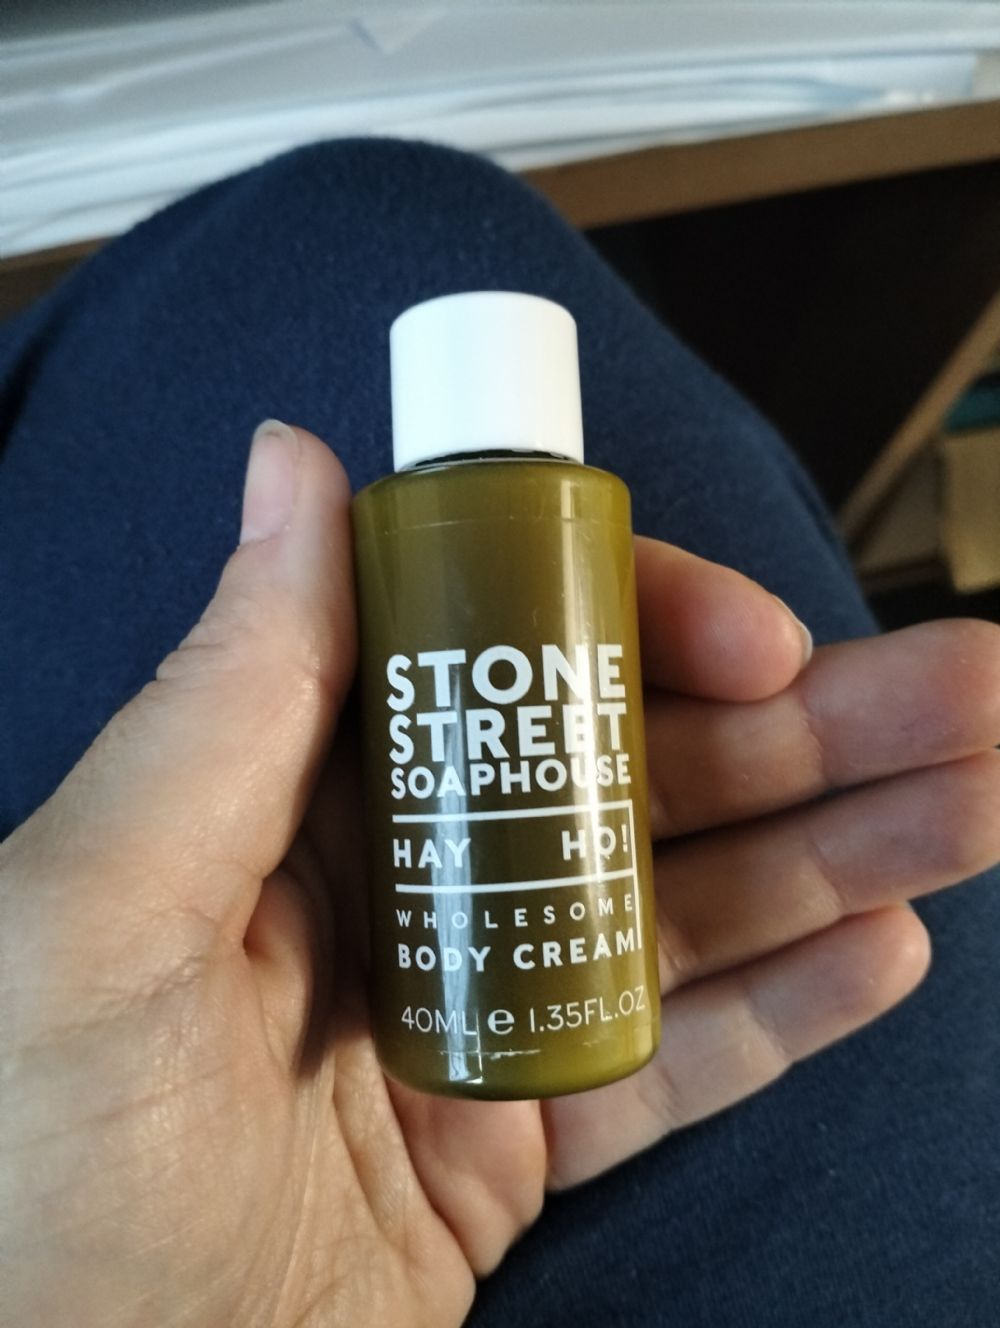 STONE
STREET
SOAPHOUSE
HAY HO!
WHOLESOME
BODY CREAM
40ML e 1.35FL.OZ